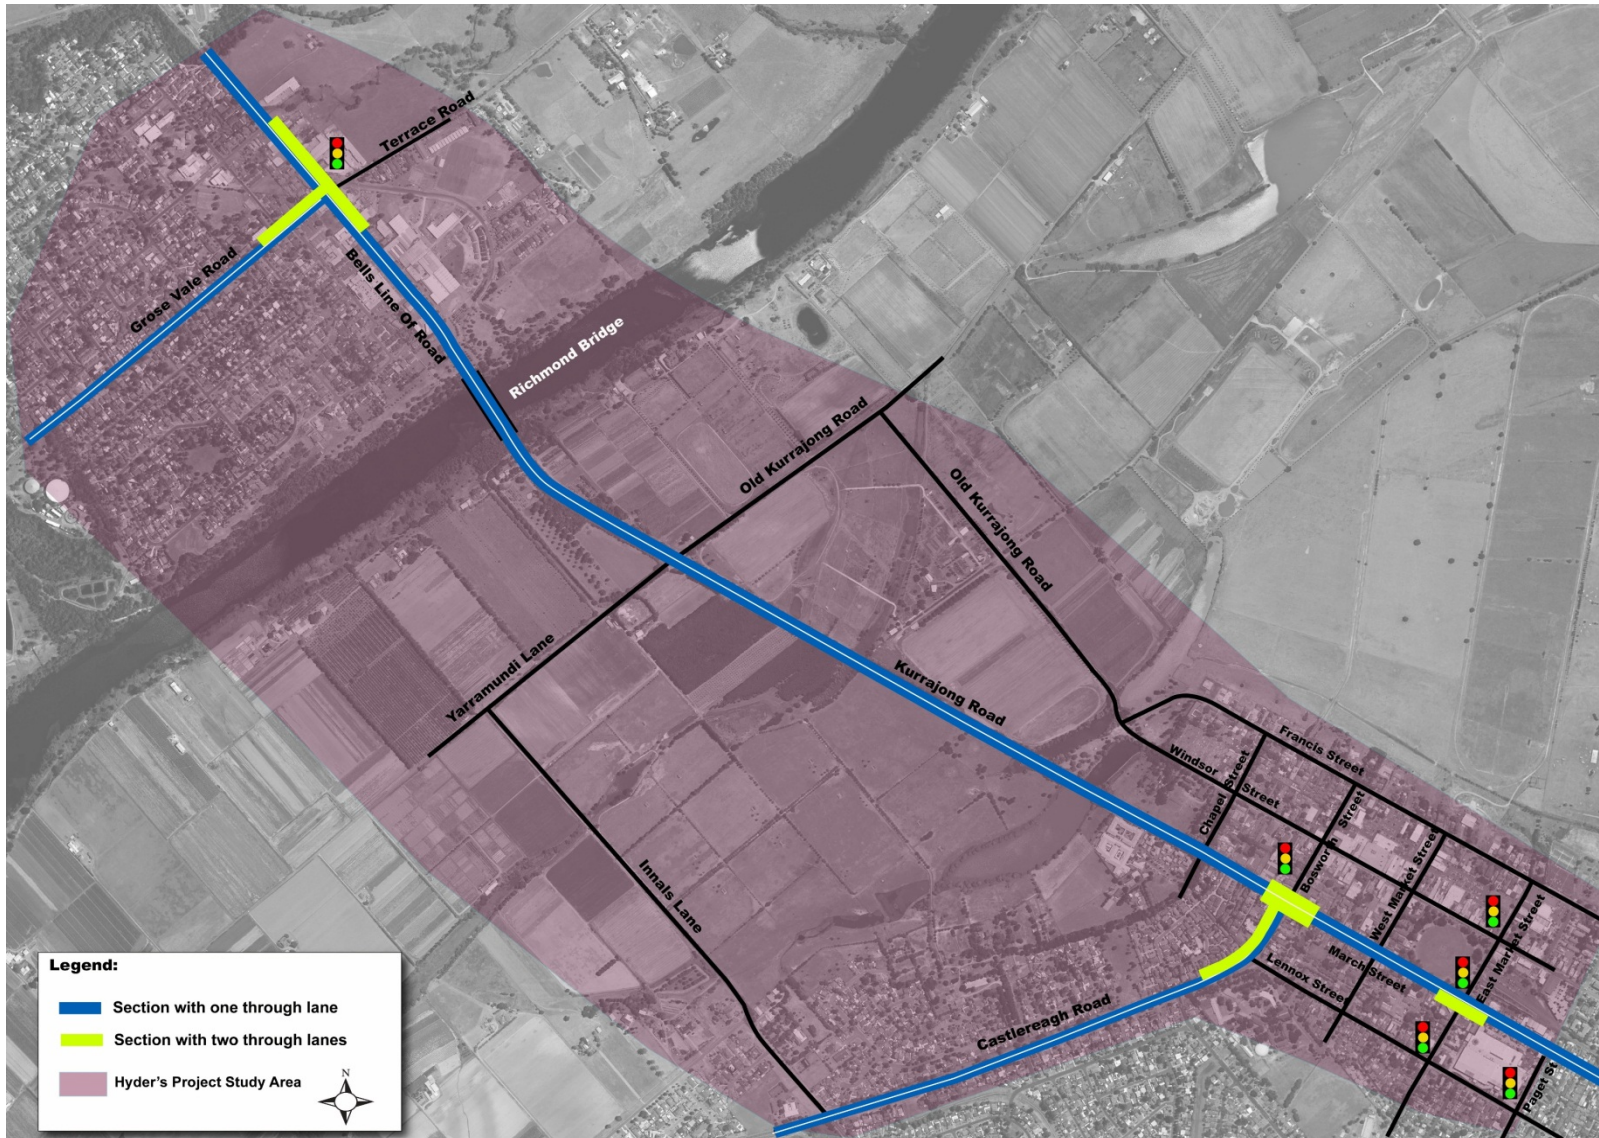 Terrace Road
Grose Vale Road
Bells Line Of Road
Richmond Bridge
Old Kurrajong Road
Old Kurrajong Road
Yarramundi Lane
Kurrajong Road
Innals Lane
Francis Street
Windsor Street
Chapel Street
Bosworth Street
West Market Street
East Market Street
March Street
Lennox Street
Castlereagh Road
Paget St
Legend:
Section with one through lane
Section with two through lanes
Hyder's Project Study Area
N